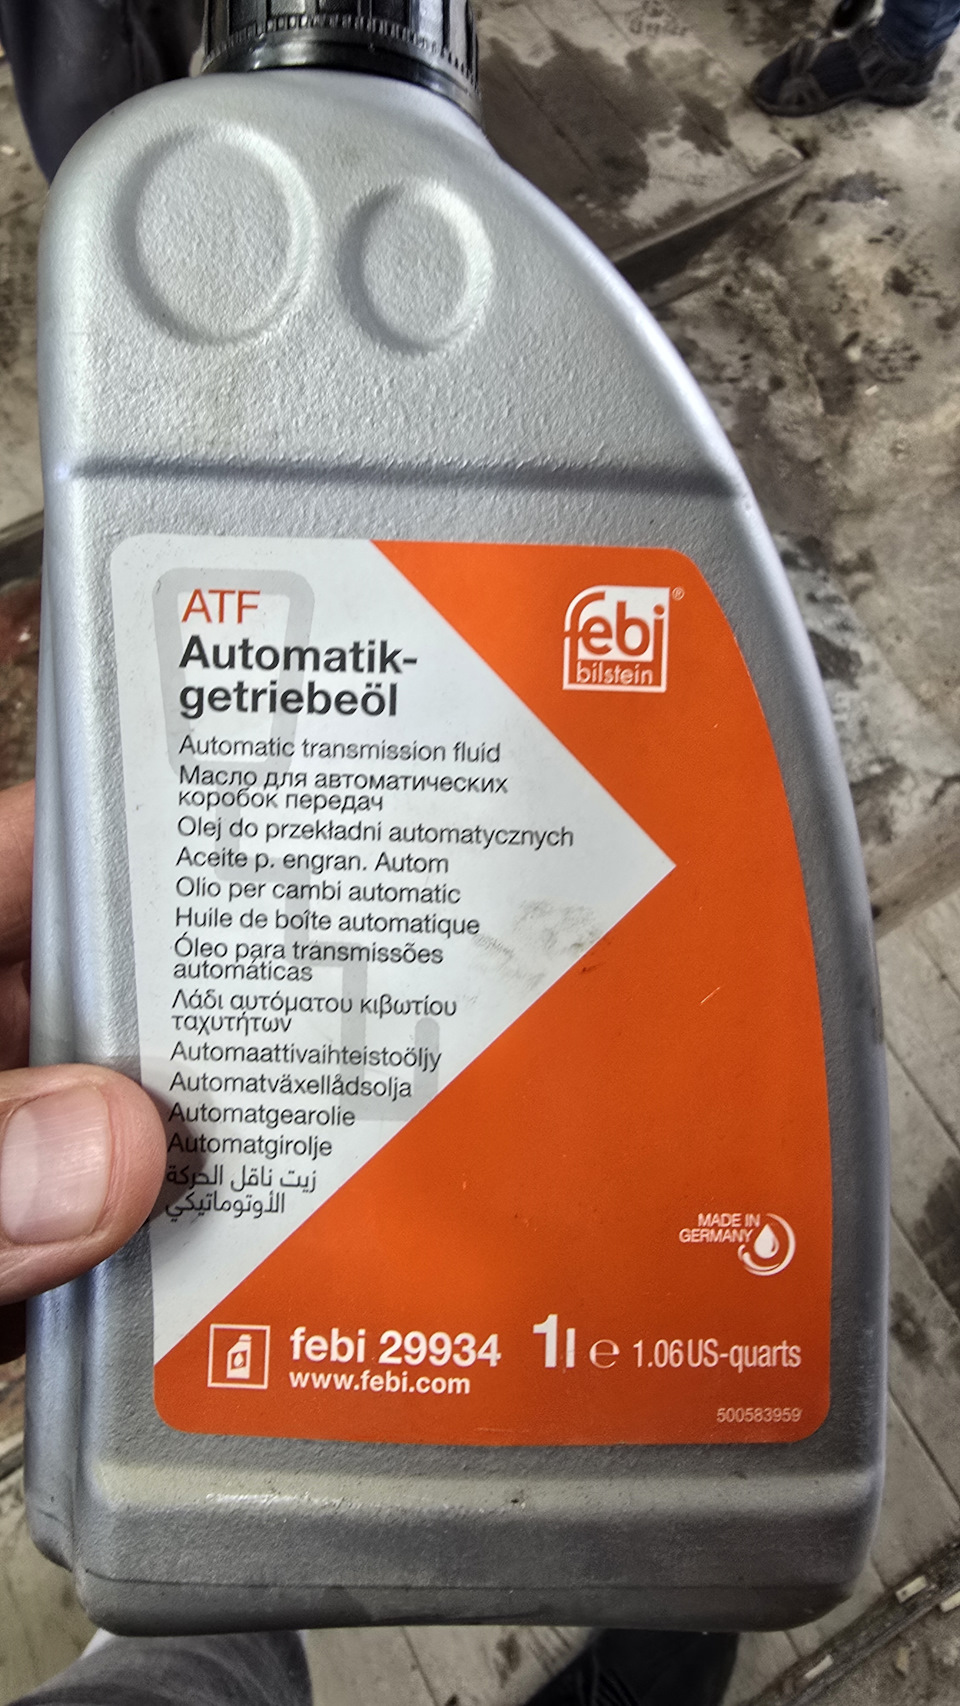 ATF
Automatik-
getriebeöl
febi®
bilstein
Automatic transmission fluid
Масло для автоматических
коробок передач
Olej do przekładni automatycznych
Aceite p. engran. Autom
Olio per cambi automatic
Huile de boîte automatique
Óleo para transmissões
automáticas
Λάδι αυτόματου κιβωτίου
ταχυτήτων
Automaattivaihteistoöljy
Automatväxellådsolja
Automatgearolie
Automatgirolje
زيت ناقل الحركة
الأوتوماتيكي
MADE IN
GERMANY
febi 29934 1l ℮ 1.06 US-quarts
www.febi.com
500583959